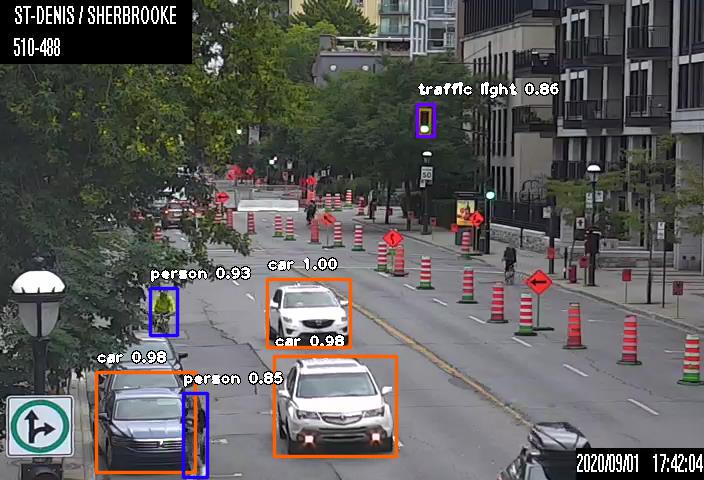 ST-DENIS / SHERBROOKE
510-488
traffic light 0.86
50
person 0.93
car 1.00
car 0.98
car 0.98
person 0.85
2020/09/01 17:42:04